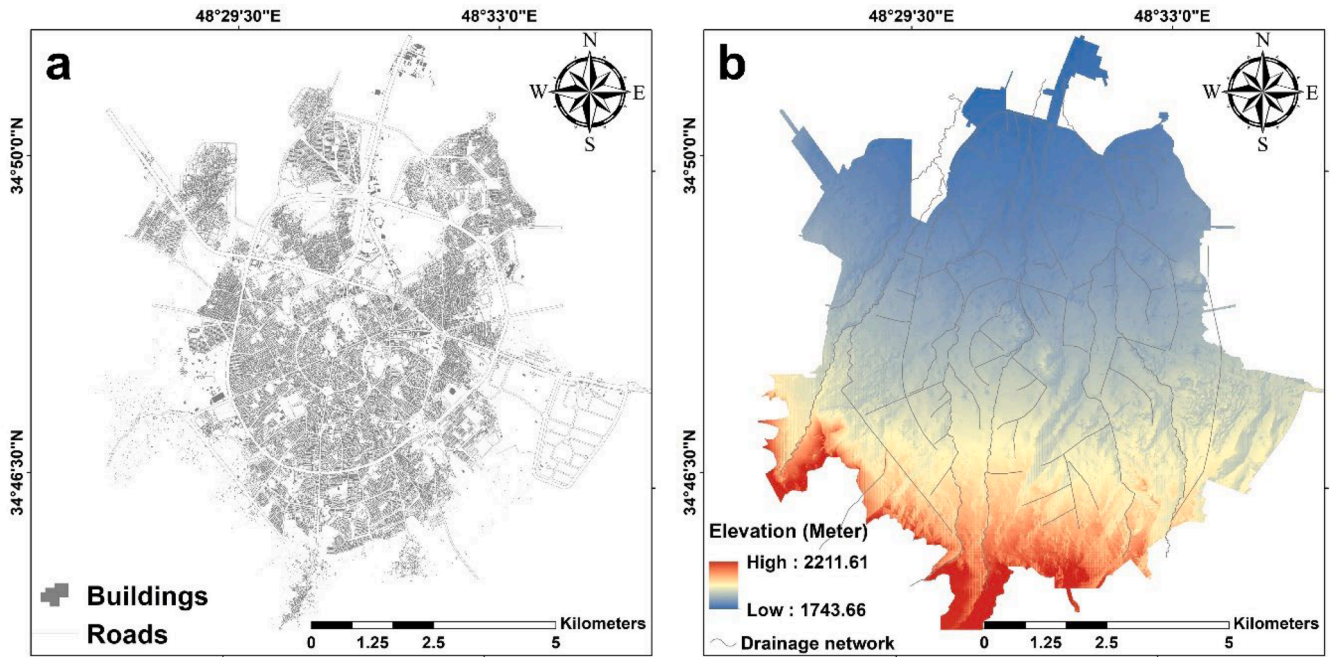 48°29'30"E 48°33'0"E
a
N
W E
S
34°50'0"N
34°46'30"N
Buildings
Roads
Kilometers
0 1.25 2.5 5
48°29'30"E 48°33'0"E
b
N
W E
S
34°50'0"N
34°46'30"N
Elevation (Meter)
High : 2211.61
Low : 1743.66
Drainage network
Kilometers
0 1.25 2.5 5